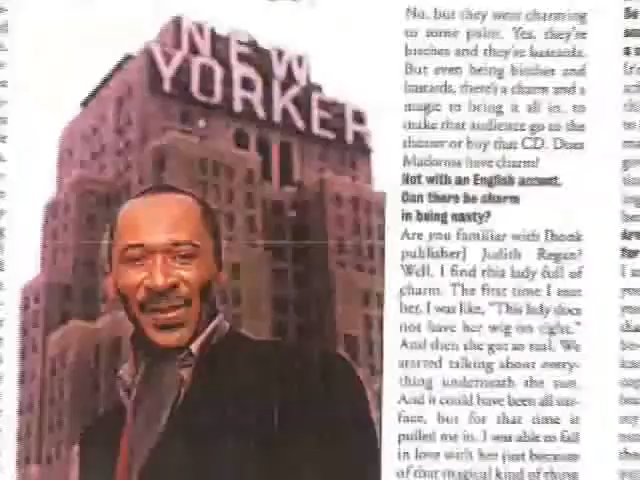 NEW
YORKER
No, but they were charming
to some point. Yes, they're
bitches and they're bastards.
But even being bitches and
bastards, there's a charm and a
magic to bring it all in, to
make that audience go to the
theater or buy that CD. Does
Madonna have charm?
Not with an English accent.
Can there be charm
in being nasty?
Are you familiar with [book
publisher] Judith Regan?
Well, I find this lady full of
charm. The first time I met
her, I was like, "This lady does
not have her wig on right."
And then she got so real. We
started talking about every-
thing underneath the sun.
And it could have been all sur-
face, but for that time it
pulled me in. I was able to fall
in love with her just because
of that magical kind of thing